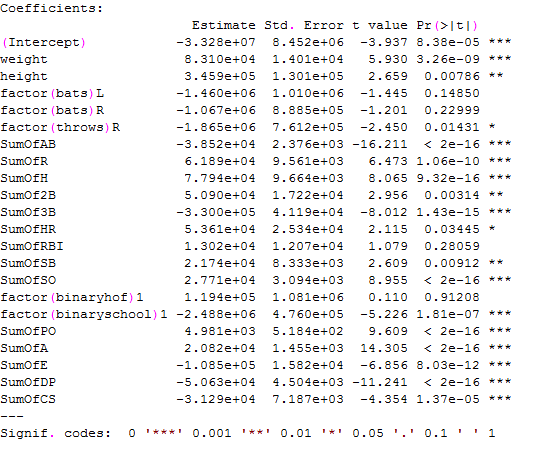 Coefficients:
Estimate Std. Error t value Pr(>|t|)
(Intercept) -3.328e+07 8.452e+06 -3.937 8.38e-05 ***
weight 8.310e+04 1.401e+04 5.930 3.26e-09 ***
height 3.459e+05 1.301e+05 2.659 0.00786 **
factor(bats)L -1.460e+06 1.010e+06 -1.445 0.14850
factor(bats)R -1.067e+06 8.885e+05 -1.201 0.22999
factor(throws)R -1.865e+06 7.612e+05 -2.450 0.01431 *
SumOfAB -3.852e+04 2.376e+03 -16.211 < 2e-16 ***
SumOfR 6.189e+04 9.561e+03 6.473 1.06e-10 ***
SumOfH 7.794e+04 9.664e+03 8.065 9.32e-16 ***
SumOf2B 5.090e+04 1.722e+04 2.956 0.00314 **
SumOf3B -3.300e+05 4.119e+04 -8.012 1.43e-15 ***
SumOfHR 5.361e+04 2.534e+04 2.115 0.03445 *
SumOfRBI 1.302e+04 1.207e+04 1.079 0.28059
SumOfSB 2.174e+04 8.333e+03 2.609 0.00912 **
SumOfSO 2.771e+04 3.094e+03 8.955 < 2e-16 ***
factor(binaryhof)1 1.194e+05 1.081e+06 0.110 0.91208
factor(binaryschool)1 -2.488e+06 4.760e+05 -5.226 1.81e-07 ***
SumOfPO 4.981e+03 5.184e+02 9.609 < 2e-16 ***
SumOfA 2.082e+04 1.455e+03 14.305 < 2e-16 ***
SumOfE -1.085e+05 1.582e+04 -6.856 8.03e-12 ***
SumOfDP -5.063e+04 4.504e+03 -11.241 < 2e-16 ***
SumOfCS -3.129e+04 7.187e+03 -4.354 1.37e-05 ***
---
Signif. codes: 0 '***' 0.001 '**' 0.01 '*' 0.05 '.' 0.1 ' ' 1